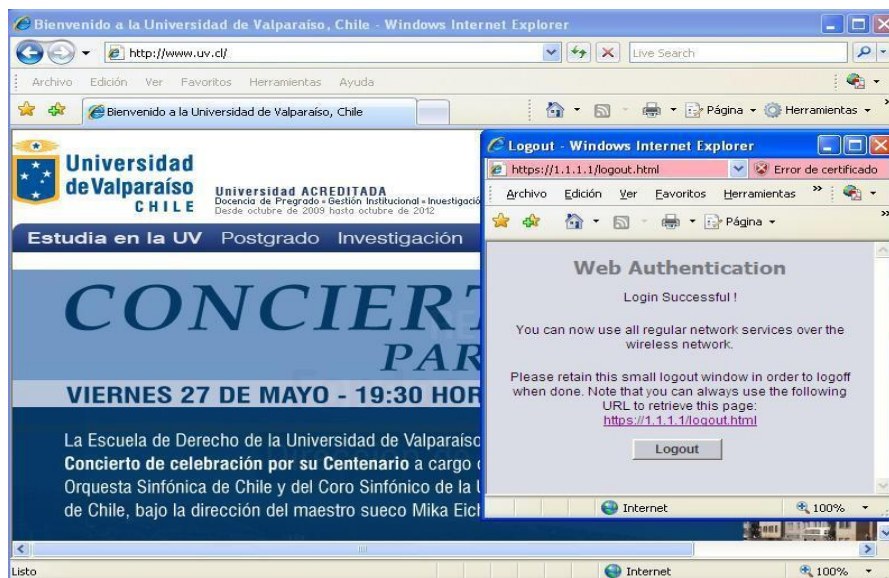 Bienvenido a la Universidad de Valparaíso, Chile - Windows Internet Explorer
http://www.uv.cl/
Live Search
Archivo Edición Ver Favoritos Herramientas Ayuda
Bienvenido a la Universidad de Valparaíso, Chile
Página
Herramientas
Universidad
de Valparaíso
CHILE
Universidad ACREDITADA
Docencia de Pregrado Gestión Institucional Investigació
Desde octubre de 2009 hasta octubre de 2012
Estudia en la UV Postgrado Investigación
CONCIERT
PAR
VIERNES 27 DE MAYO - 19:30 HOR
La Escuela de Derecho de la Universidad de Valparaíso
Concierto de celebración por su Centenario a cargo
Orquesta Sinfónica de Chile y del Coro Sinfónico de la
de Chile, bajo la dirección del maestro sueco Mika Eich
Logout - Windows Internet Explorer
https://1.1.1.1/logout.html
Error de certificado
Archivo Edición Ver Favoritos Herramientas »
Página
Web Authentication
Login Successful !
You can now use all regular network services over the
wireless network.
Please retain this small logout window in order to logoff
when done. Note that you can always use the following
URL to retrieve this page:
https://1.1.1.1/logout.html
Logout
Internet 100%
Listo Internet 100%